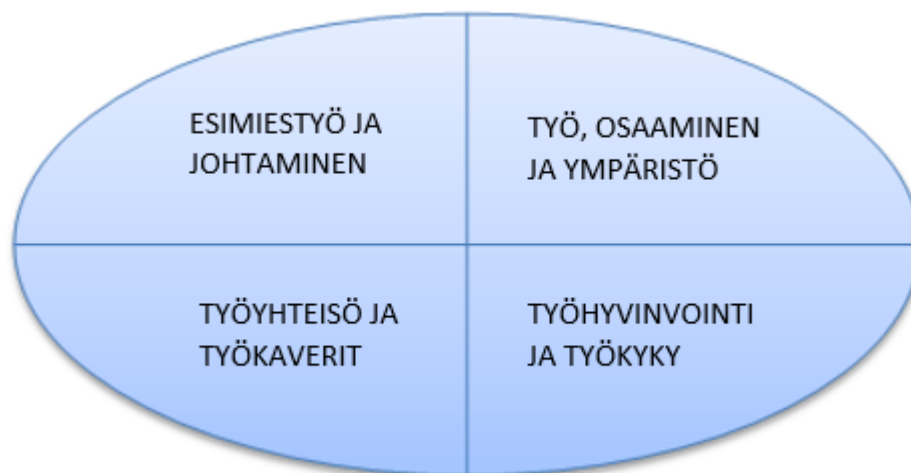 ESIMIESTYÖ JA
JOHTAMINEN
TYÖ, OSAAMINEN
JA YMPÄRISTÖ
TYÖYHTEISÖ JA
TYÖKAVERIT
TYÖHYVINVOINTI
JA TYÖKYKY